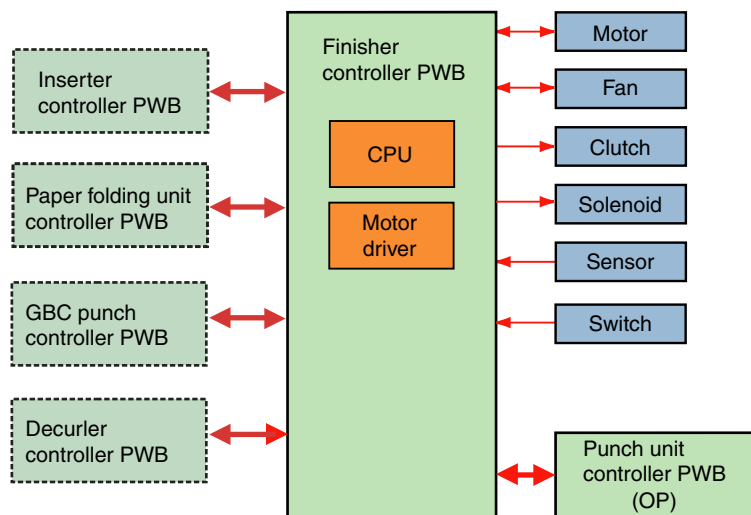 Inserter
controller PWB
Paper folding unit
controller PWB
GBC punch
controller PWB
Decurler
controller PWB
Finisher
controller PWB
CPU
Motor
driver
Motor
Fan
Clutch
Solenoid
Sensor
Switch
Punch unit
controller PWB
(OP)